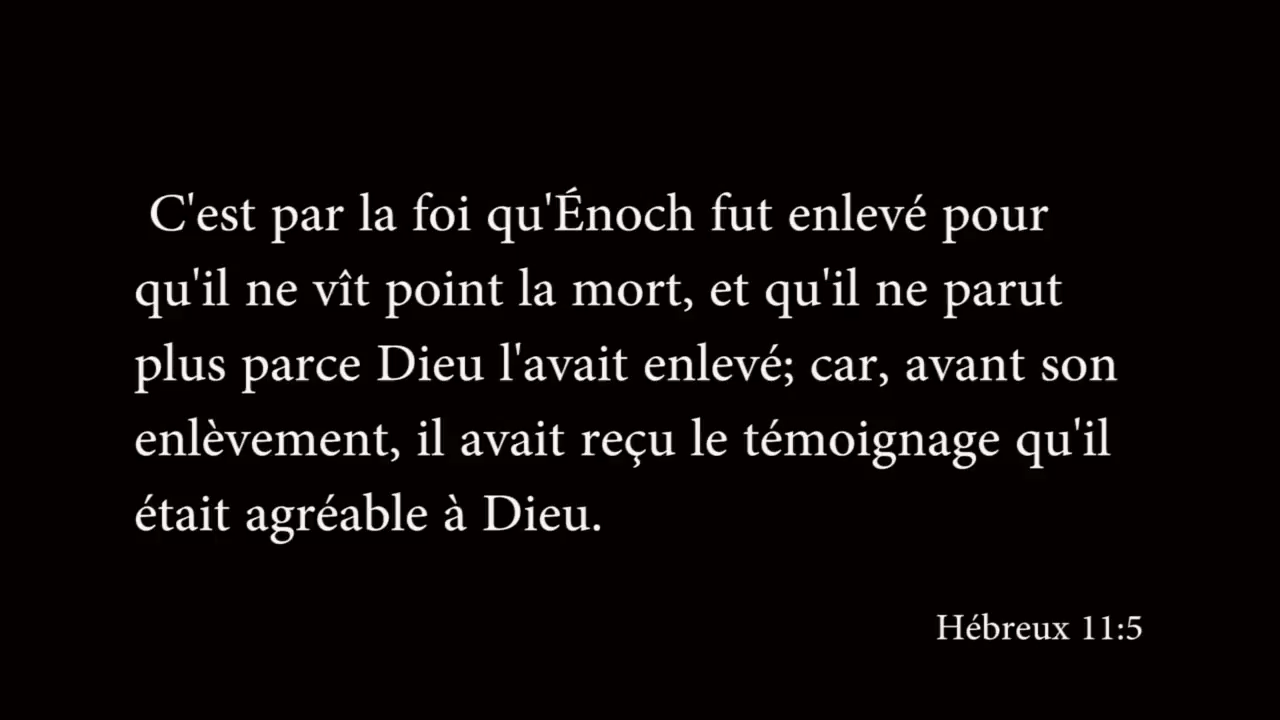 C'est par la foi qu'Énoch fut enlevé pour
qu'il ne vît point la mort, et qu'il ne parut
plus parce Dieu l'avait enlevé; car, avant son
enlèvement, il avait reçu le témoignage qu'il
était agréable à Dieu.
Hébreux 11:5